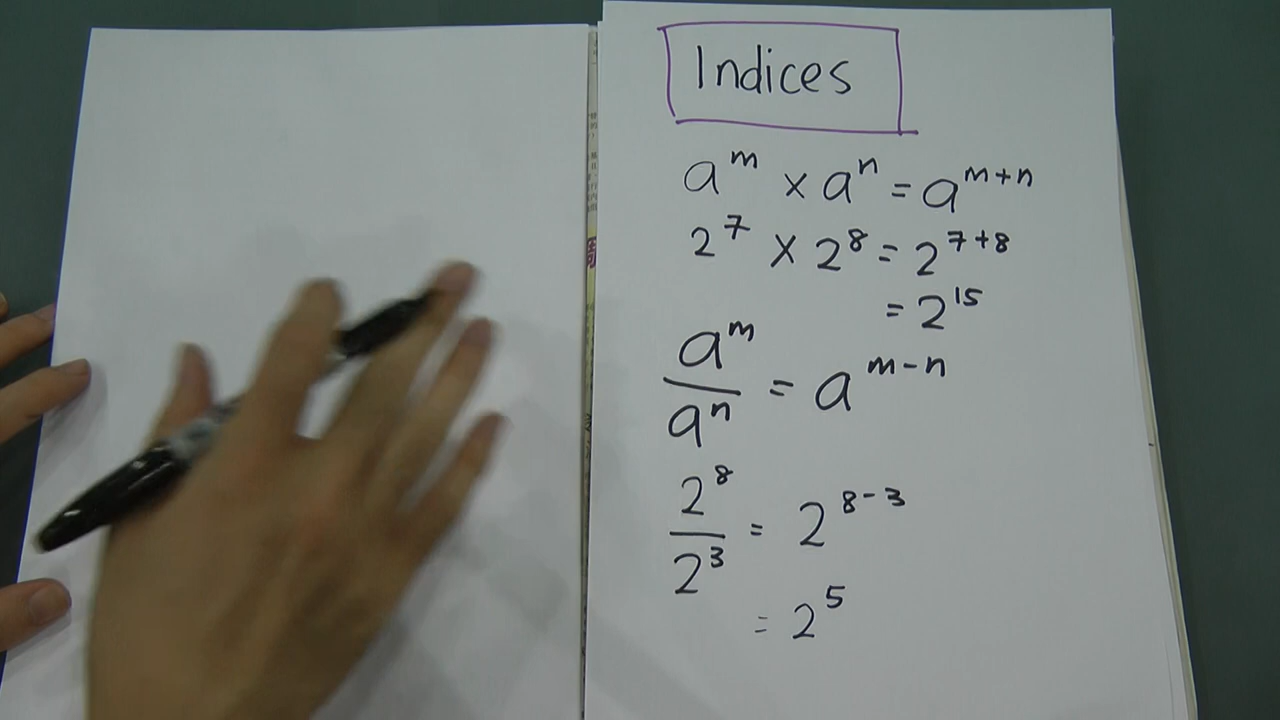 Indices
a^m × a^n = a^{m+n}
2^7 × 2^8 = 2^{7+8}
= 2^{15}
a^m / a^n = a^{m-n}
2^8 / 2^3 = 2^{8-3}
= 2^5